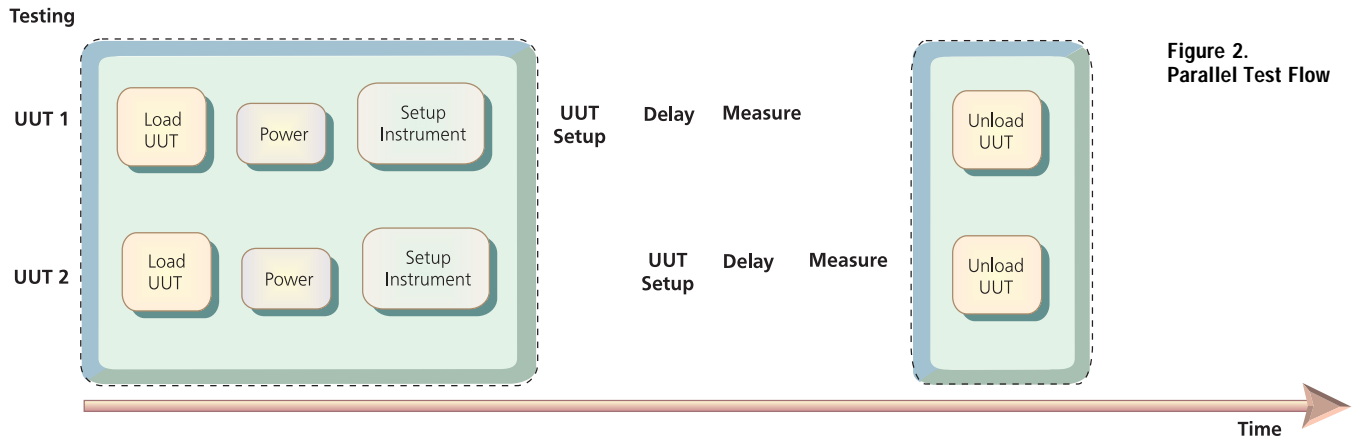 Testing
Figure 2.
Parallel Test Flow
UUT 1
Load
UUT
Power
Setup
Instrument
UUT
Setup
Delay
Measure
Unload
UUT
UUT 2
Load
UUT
Power
Setup
Instrument
UUT
Setup
Delay
Measure
Unload
UUT
Time